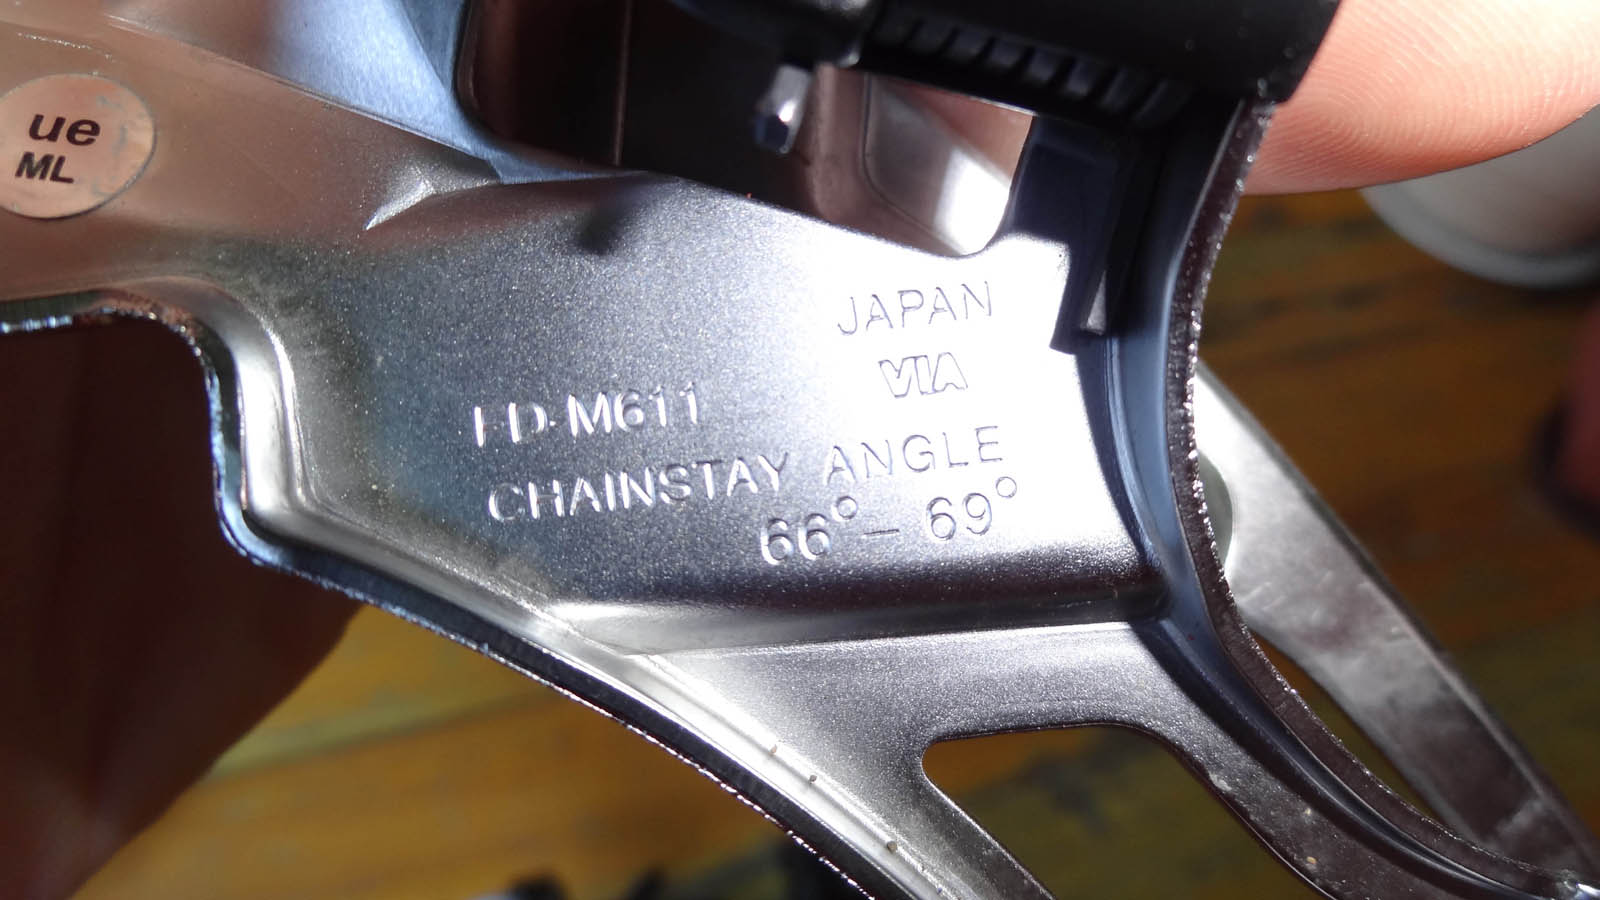 ue
ML
JAPAN
VIA
FD-M611
CHAINSTAY ANGLE
66°-69°